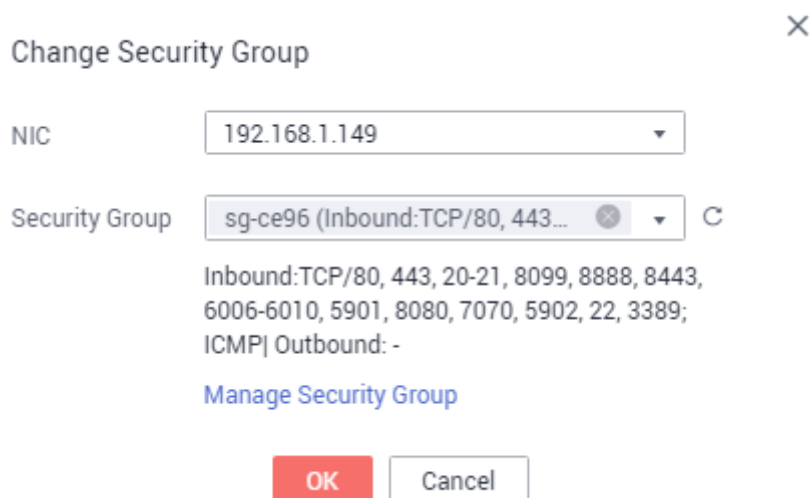 Change Security Group
NIC
192.168.1.149
Security Group
sg-ce96 (Inbound:TCP/80, 443...
Inbound:TCP/80, 443, 20-21, 8099, 8888, 8443,
6006-6010, 5901, 8080, 7070, 5902, 22, 3389;
ICMP| Outbound: -
Manage Security Group
OK
Cancel